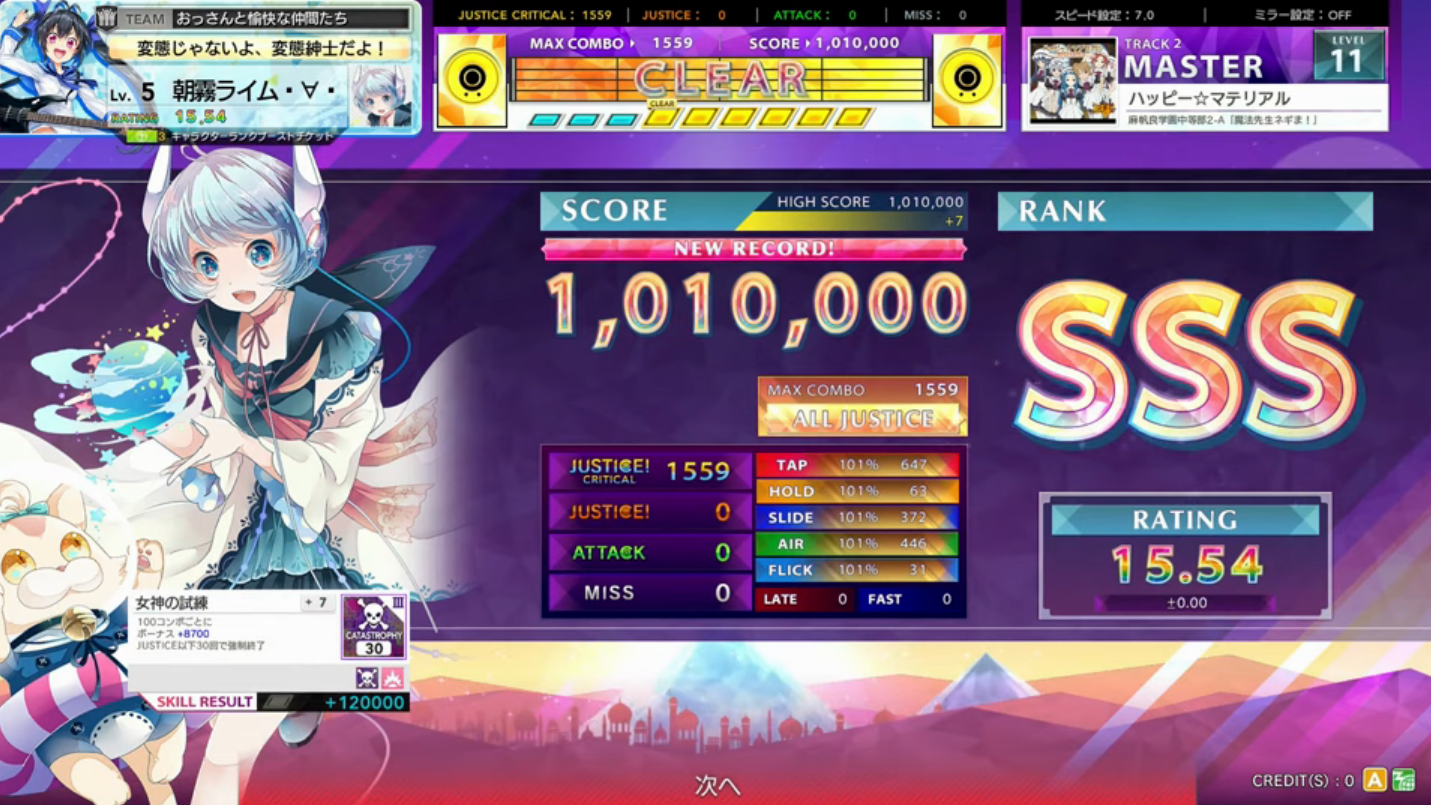 TEAM おっさんと愉快な仲間たち
変態じゃないよ、変態紳士だよ！
Lv. 5 朝霧ライム・∀・
RATING 15.54
3 キャラクターランクブーストチケット
JUSTICE CRITICAL : 1559 | JUSTICE : 0 | ATTACK : 0 | MISS : 0
MAX COMBO 1559 SCORE 1,010,000
CLEAR
CLEAR
スピード設定：7.0 | ミラー設定：OFF
TRACK 2
MASTER
LEVEL
11
ハッピー☆マテリアル
麻帆良学園中等部2-A「魔法先生ネギま！」
SCORE
HIGH SCORE 1,010,000
+7
NEW RECORD!
1,010,000
RANK
SSS
MAX COMBO 1559
ALL JUSTICE
JUSTICE! CRITICAL 1559
JUSTICE! 0
ATTACK 0
MISS 0
TAP 101% 647
HOLD 101% 63
SLIDE 101% 372
AIR 101% 446
FLICK 101% 31
LATE 0 FAST 0
RATING
15.54
±0.00
女神の試練 + 7
100コンボごとに
ボーナス +8700
JUSTICE以下30回で強制終了
III
CATASTROPHY
30
SKILL RESULT +120000
次へ
CREDIT(S) : 0 A